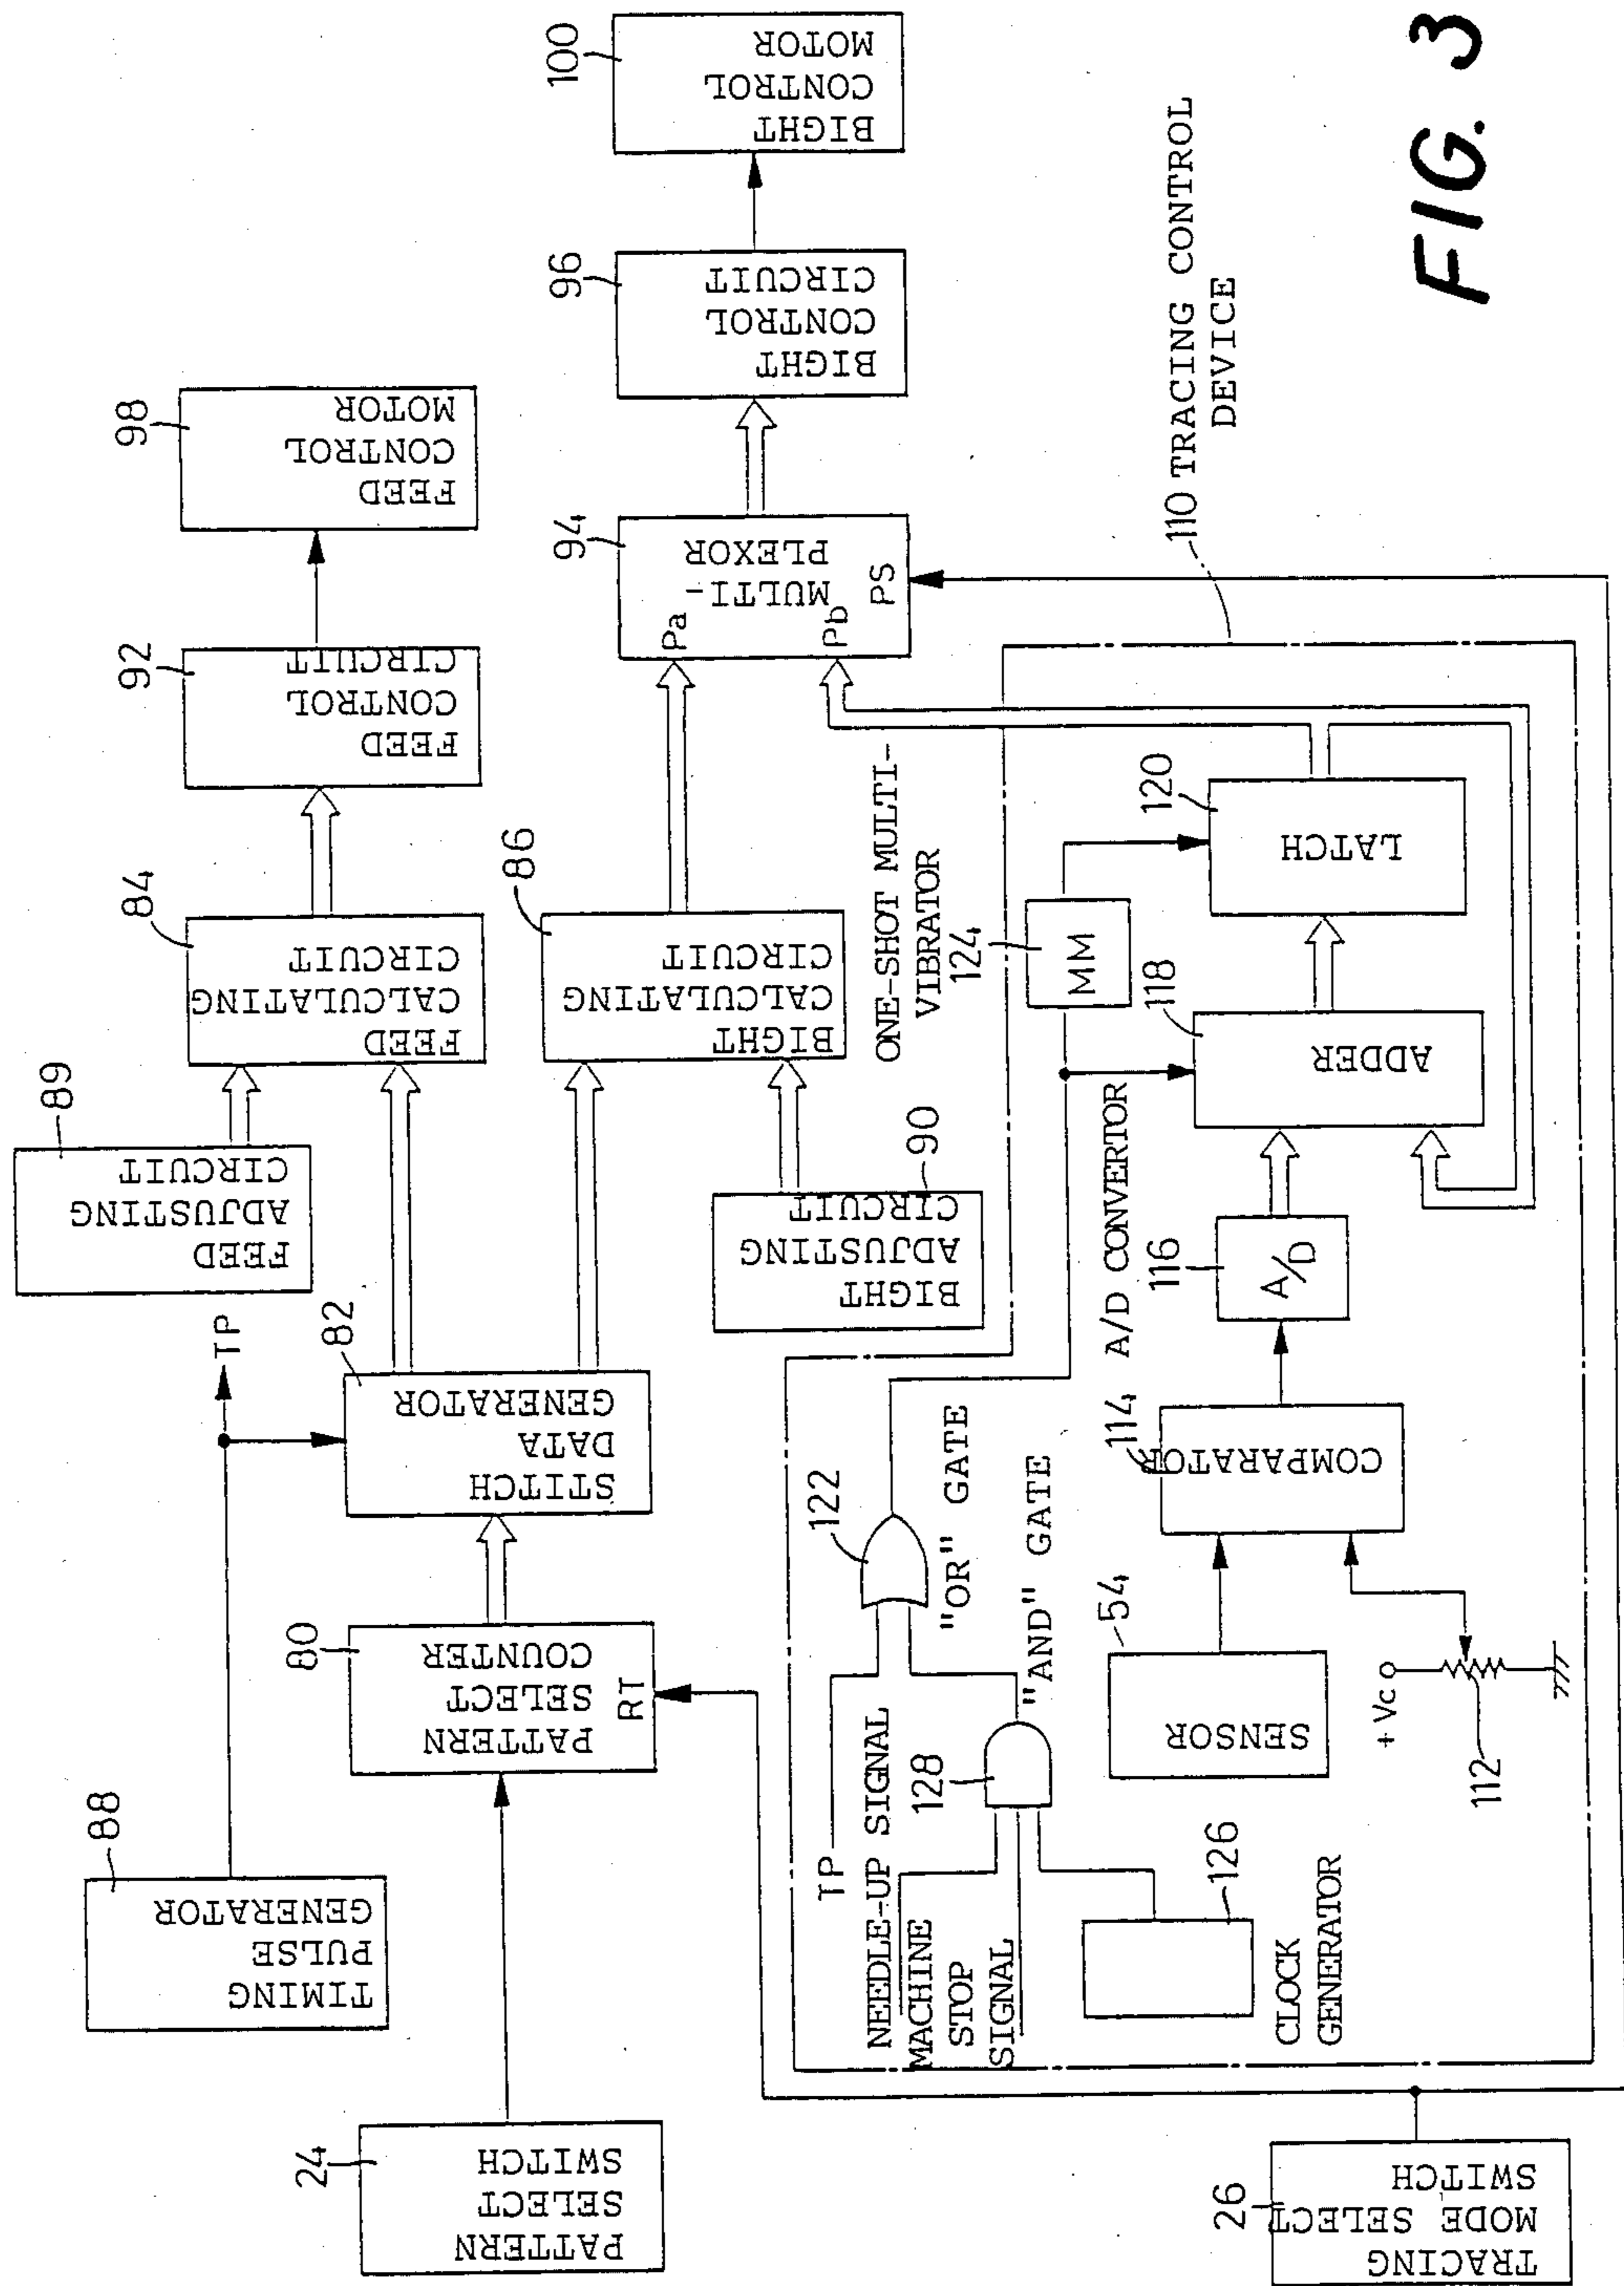 FIG. 3
88
TIMING
PULSE
GENERATOR
TP
89
FEED
ADJUSTING
CIRCUIT
84
FEED
CALCULATING
CIRCUIT
92
FEED
CONTROL
CIRCUIT
98
FEED
CONTROL
MOTOR
24
PATTERN
SELECT
SWITCH
80
PATTERN
SELECT
COUNTER
RT
82
STITCH
DATA
GENERATOR
90
BIGHT
ADJUSTING
CIRCUIT
86
BIGHT
CALCULATING
CIRCUIT
94
MULTI-
PLEXOR
Pa
Pb
PS
96
BIGHT
CONTROL
CIRCUIT
100
BIGHT
CONTROL
MOTOR
110 TRACING CONTROL
DEVICE
TP
NEEDLE-UP SIGNAL
MACHINE
STOP
SIGNAL
128
"AND" GATE
126
CLOCK
GENERATOR
122
"OR" GATE
ONE-SHOT MULTI-
VIBRATOR
124
MM
54
SENSOR
+Vc
112
114
COMPARATOR
A/D CONVERTOR
116
A/D
118
ADDER
120
LATCH
26
TRACING
MODE SELECT
SWITCH